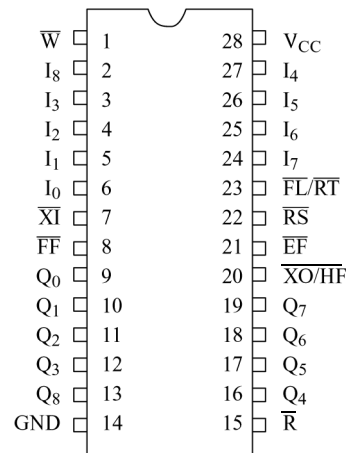 W̅ 1 28 V_CC
I₈ 2 27 I₄
I₃ 3 26 I₅
I₂ 4 25 I₆
I₁ 5 24 I₇
I₀ 6 23 F̅L̅/R̅T̅
X̅I̅ 7 22 R̅S̅
F̅F̅ 8 21 E̅F̅
Q₀ 9 20 X̅O̅/̅H̅F̅
Q₁ 10 19 Q₇
Q₂ 11 18 Q₆
Q₃ 12 17 Q₅
Q₈ 13 16 Q₄
GND 14 15 R̅